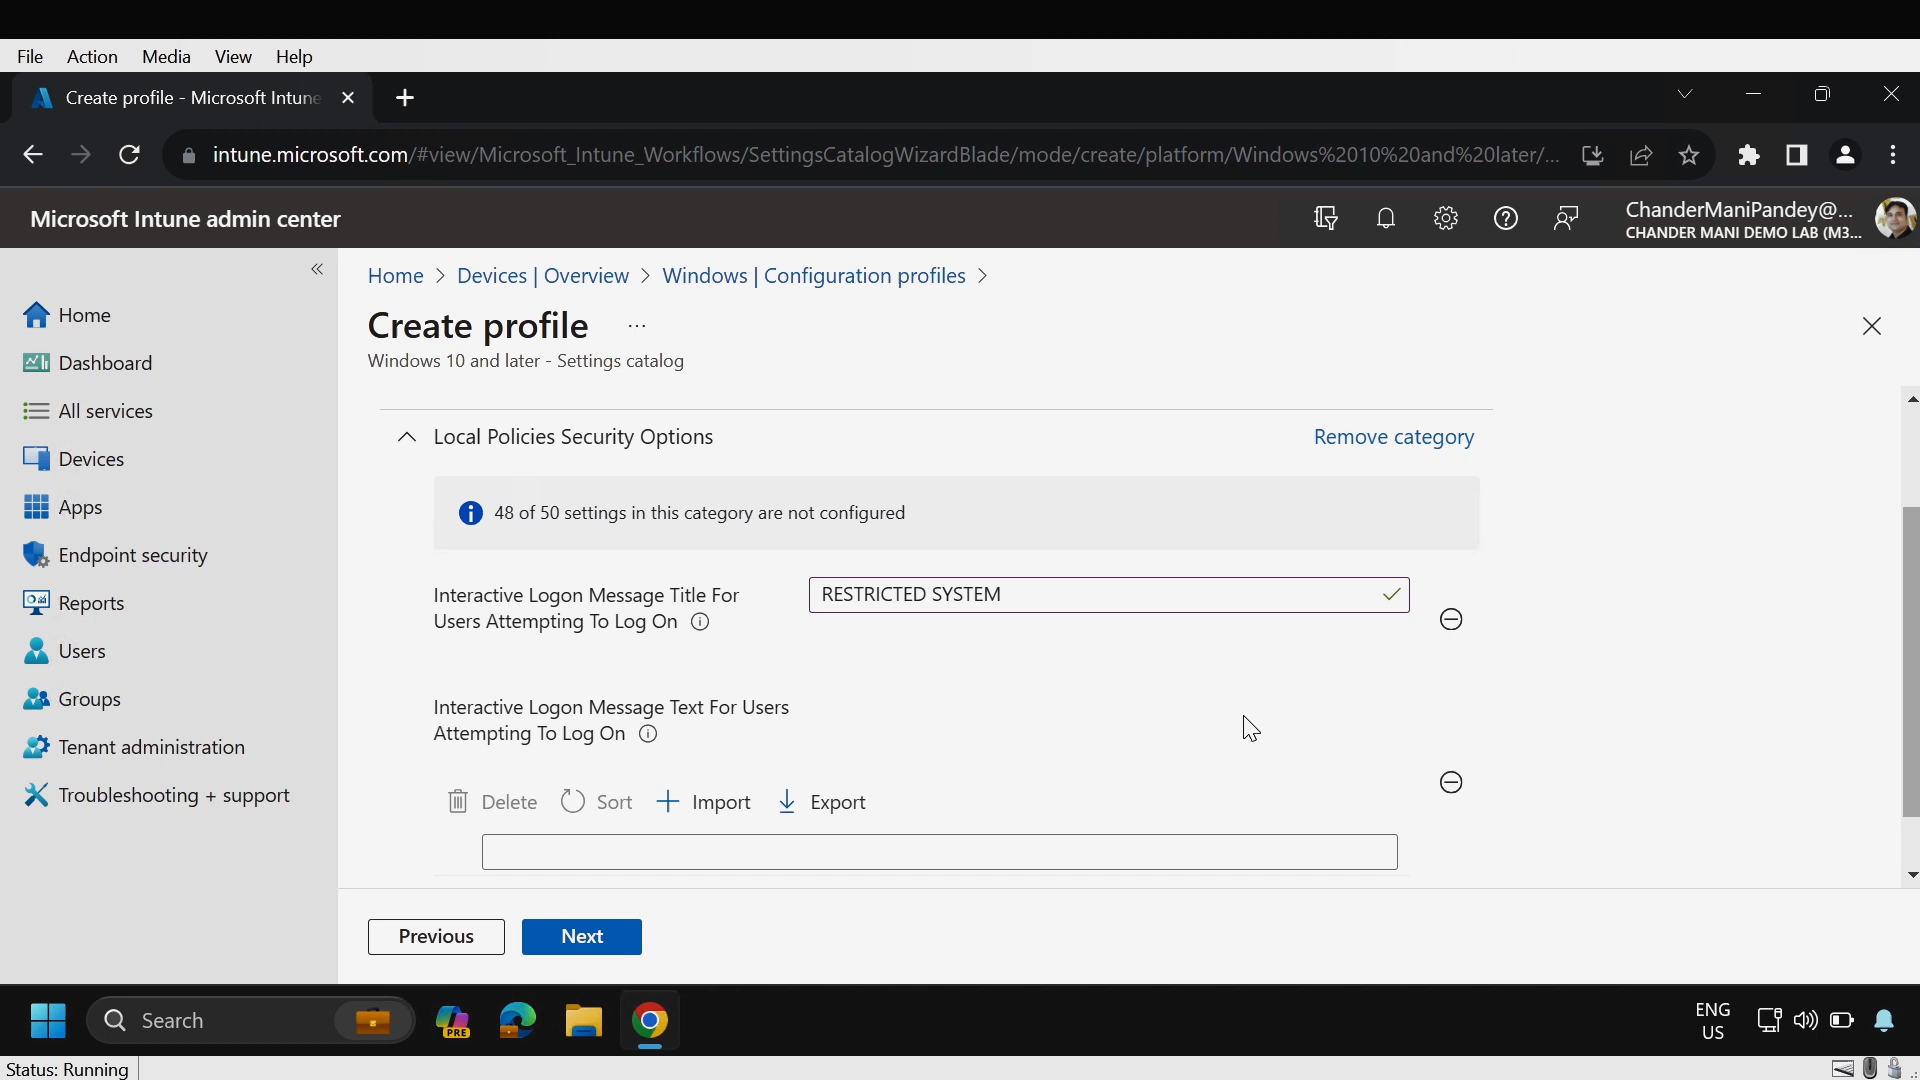 File Action Media View Help
Create profile - Microsoft Intune
intune.microsoft.com/#view/Microsoft_Intune_Workflows/SettingsCatalogWizardBlade/mode/create/platform/Windows%2010%20and%20later/...
Microsoft Intune admin center
ChanderManiPandey@...
CHANDER MANI DEMO LAB (M3...
Home > Devices | Overview > Windows | Configuration profiles >
Create profile ...
Windows 10 and later - Settings catalog
Home
Dashboard
All services
Devices
Apps
Endpoint security
Reports
Users
Groups
Tenant administration
Troubleshooting + support
Local Policies Security Options
Remove category
48 of 50 settings in this category are not configured
Interactive Logon Message Title For
Users Attempting To Log On
RESTRICTED SYSTEM
Interactive Logon Message Text For Users
Attempting To Log On
Delete Sort Import Export
Previous Next
Search
PRE
ENG
US
Status: Running